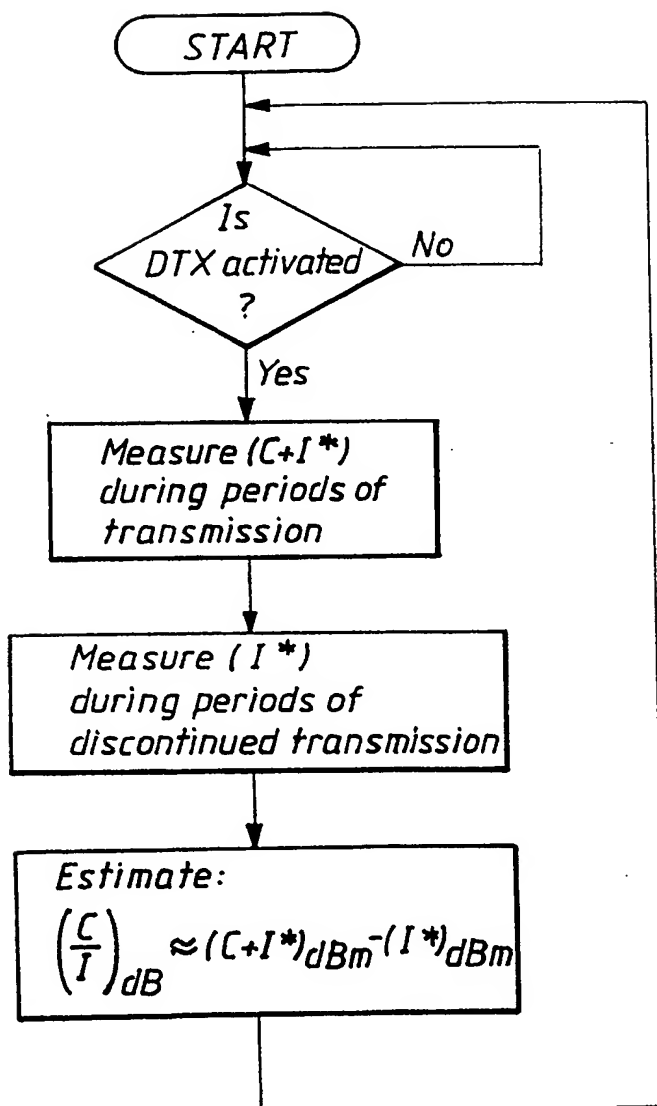 START
Is
DTX activated
?
No
Yes
Measure (C+I*)
during periods of
transmission
Measure ( I*)
during periods of
discontinued transmission
Estimate:
(C/I)dB ≈ (C+I*)dBm-(I*)dBm